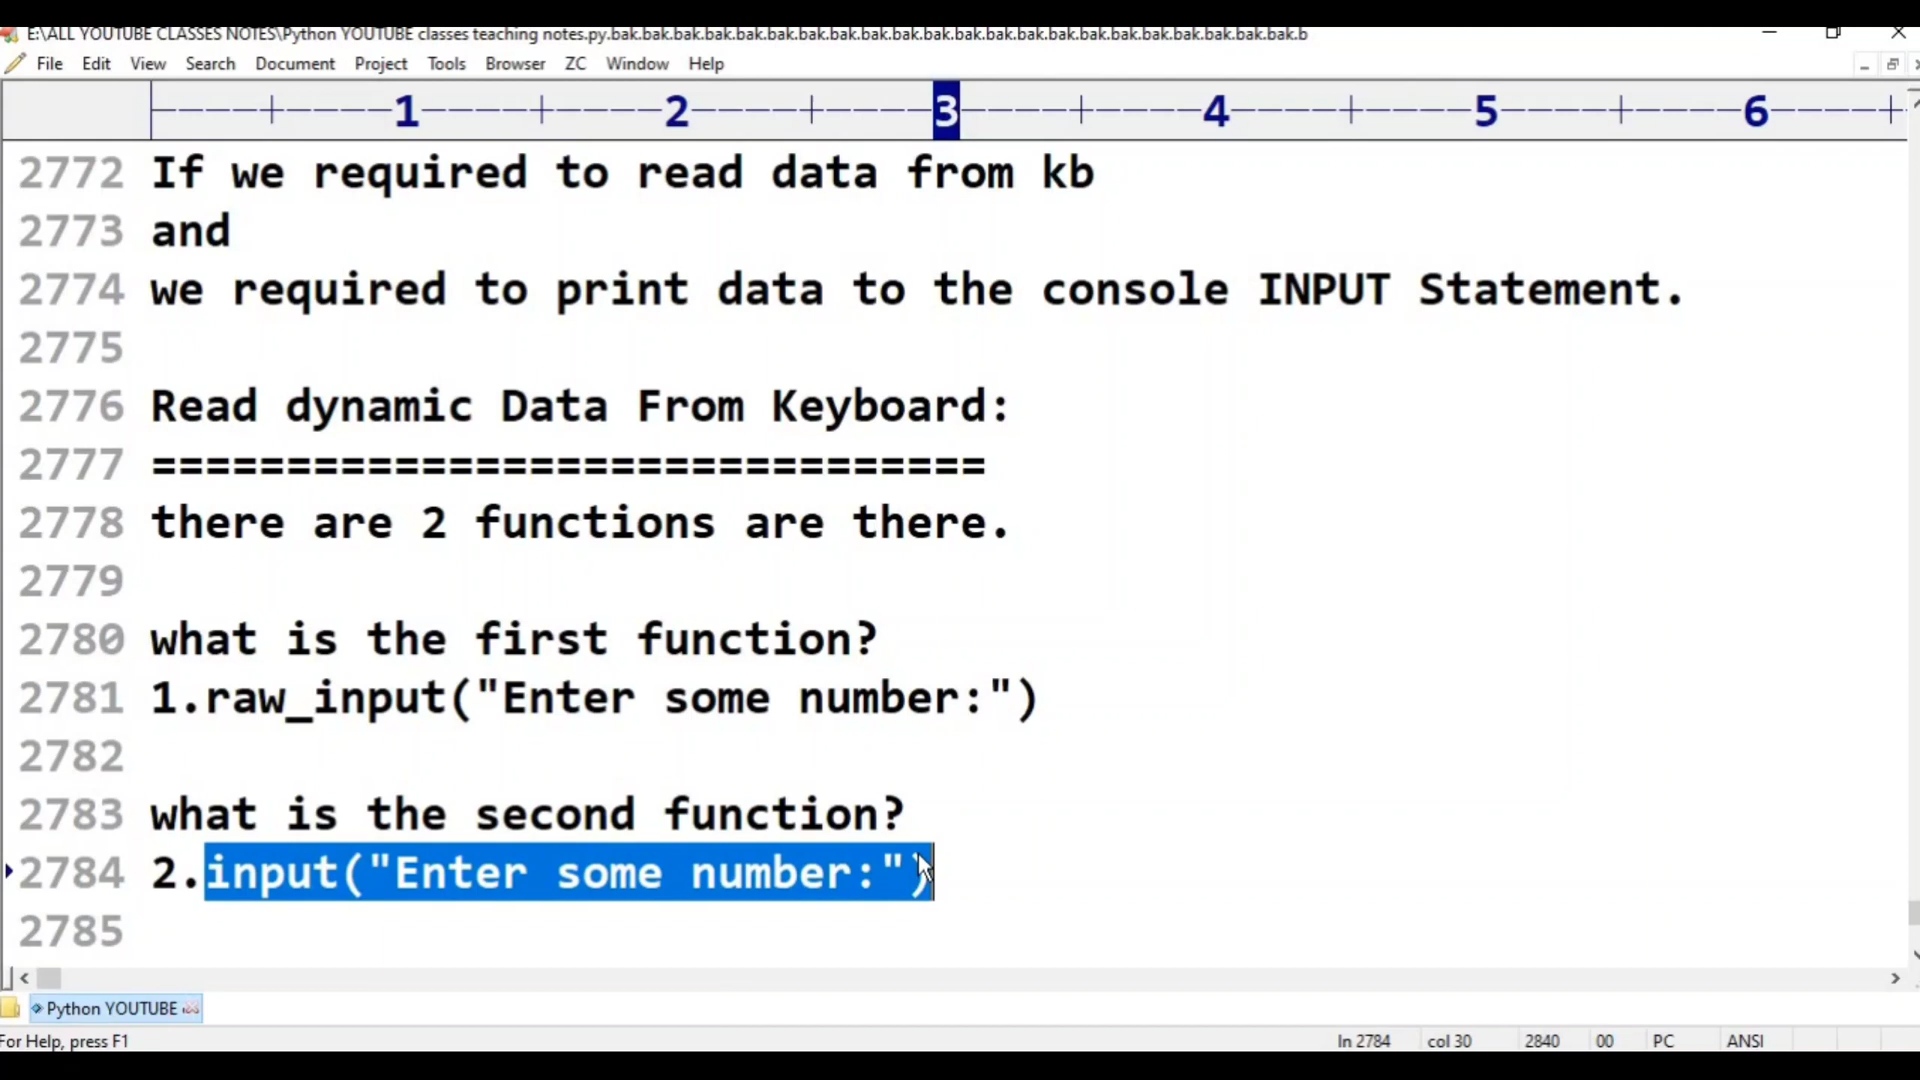 E:\ALL YOUTUBE CLASSES NOTES\Python YOUTUBE classes teaching notes.py.bak.bak.bak.bak.bak.bak.bak.bak.bak.bak.bak.bak.bak.bak.bak.bak.bak.bak.bak.bak.bak.bak.b
File Edit View Search Document Project Tools Browser ZC Window Help
1 2 3 4 5 6
2772 If we required to read data from kb
2773 and
2774 we required to print data to the console INPUT Statement.
2775
2776 Read dynamic Data From Keyboard:
2777 ===============================
2778 there are 2 functions are there.
2779
2780 what is the first function?
2781 1.raw_input("Enter some number:")
2782
2783 what is the second function?
2784 2.input("Enter some number:")
2785
Python YOUTUBE
For Help, press F1 ln 2784 col 30 2840 00 PC ANSI